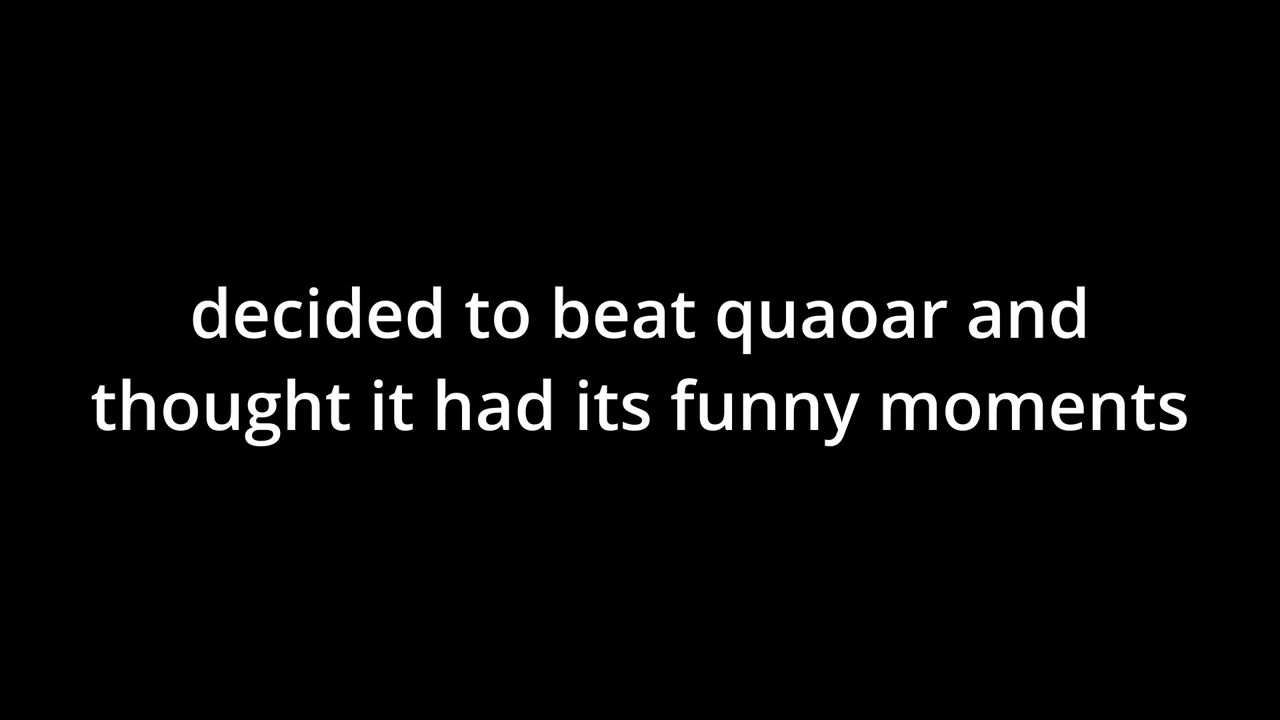 decided to beat quaoar and
thought it had its funny moments